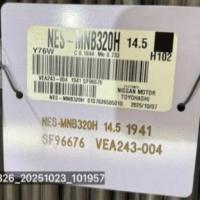 NES-MNB320H 14.5
Y76W
H102
VEA243-004 1941 SF96676
NISSAN MOTOR
TOYOHASHI
2025/10/07
NES-MNB320H 14.5 1941
SF96676 VEA243-004
326_20251023_101957